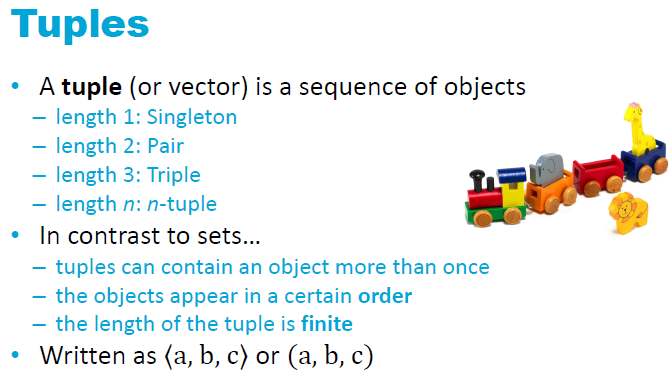 Tuples
• A tuple (or vector) is a sequence of objects
– length 1: Singleton
– length 2: Pair
– length 3: Triple
– length n: n-tuple
• In contrast to sets…
– tuples can contain an object more than once
– the objects appear in a certain order
– the length of the tuple is finite
• Written as ⟨a, b, c⟩ or (a, b, c)